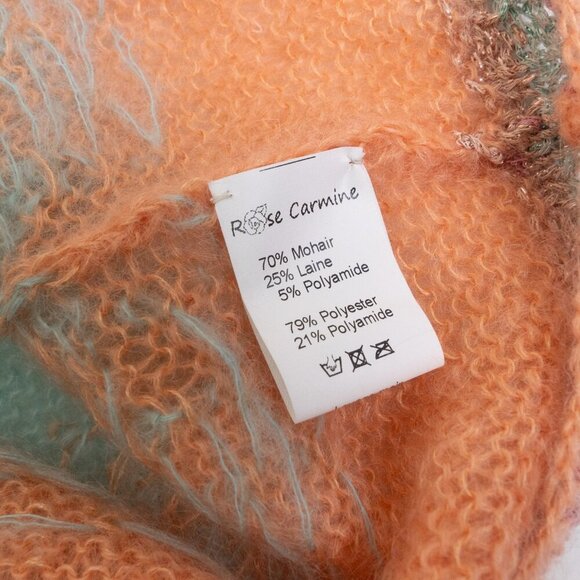 Rose Carmine
70% Mohair
25% Laine
5% Polyamide
79% Polyester
21% Polyamide